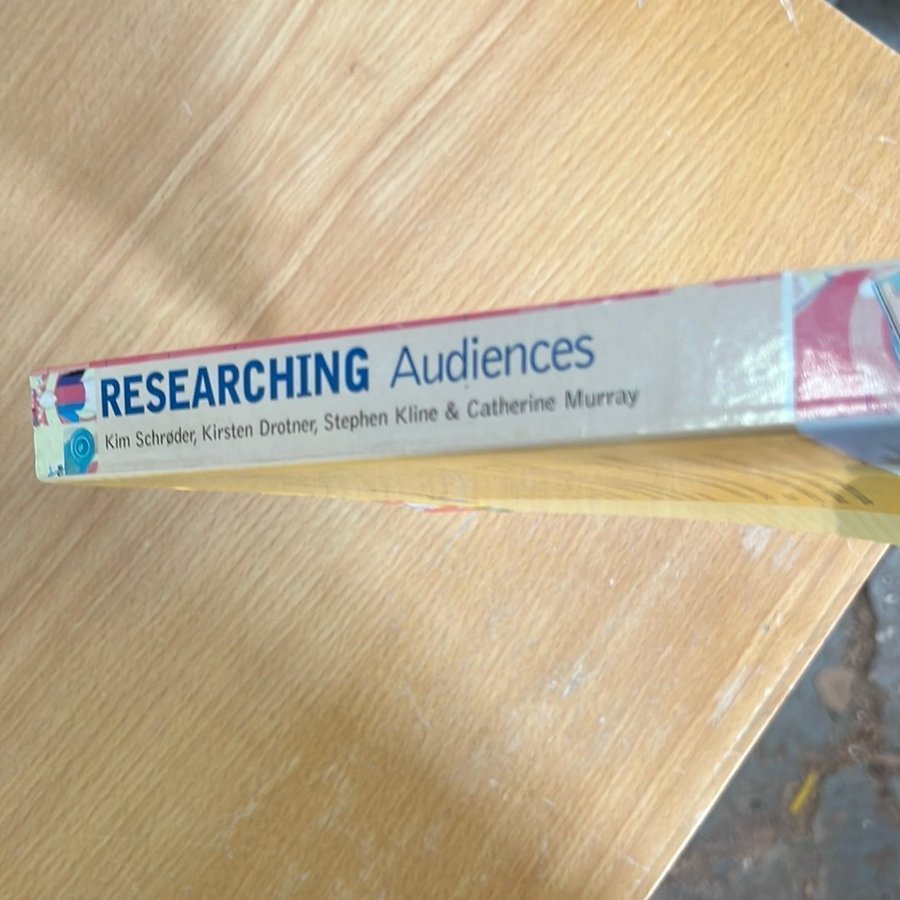 RESEARCHING Audiences
Kim Schrøder, Kirsten Drotner, Stephen Kline & Catherine Murray